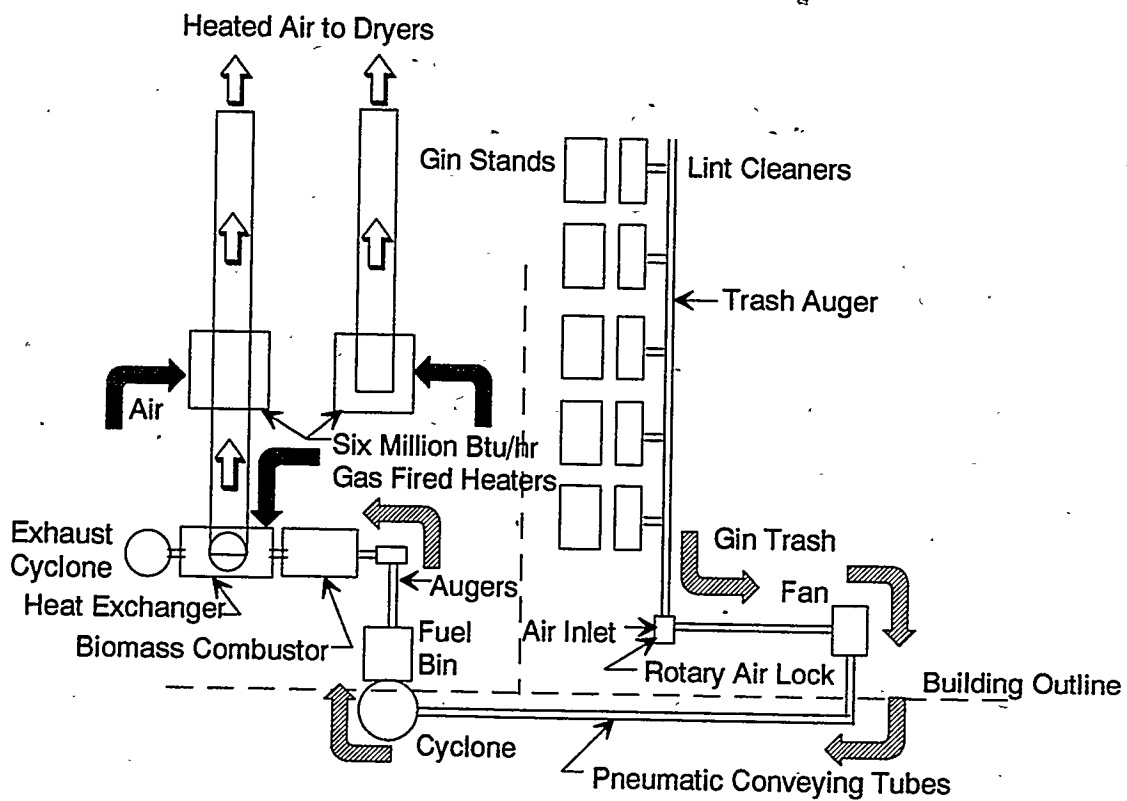 Heated Air to Dryers
Gin Stands
Lint Cleaners
Trash Auger
Air
Six Million Btu/hr
Gas Fired Heaters
Exhaust
Cyclone
Gin Trash
Fan
Augers
Heat Exchanger
Biomass Combustor
Fuel
Bin
Air Inlet
Rotary Air Lock
Building Outline
Cyclone
Pneumatic Conveying Tubes